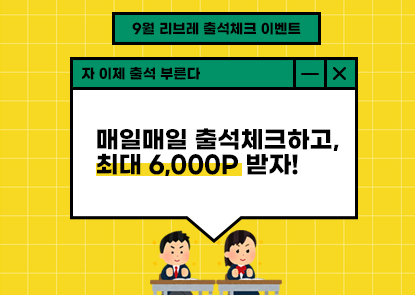 9월 리브레 출석체크 이벤트
자 이제 출석 부른다
매일매일 출석체크하고,
최대 6,000P 받자!